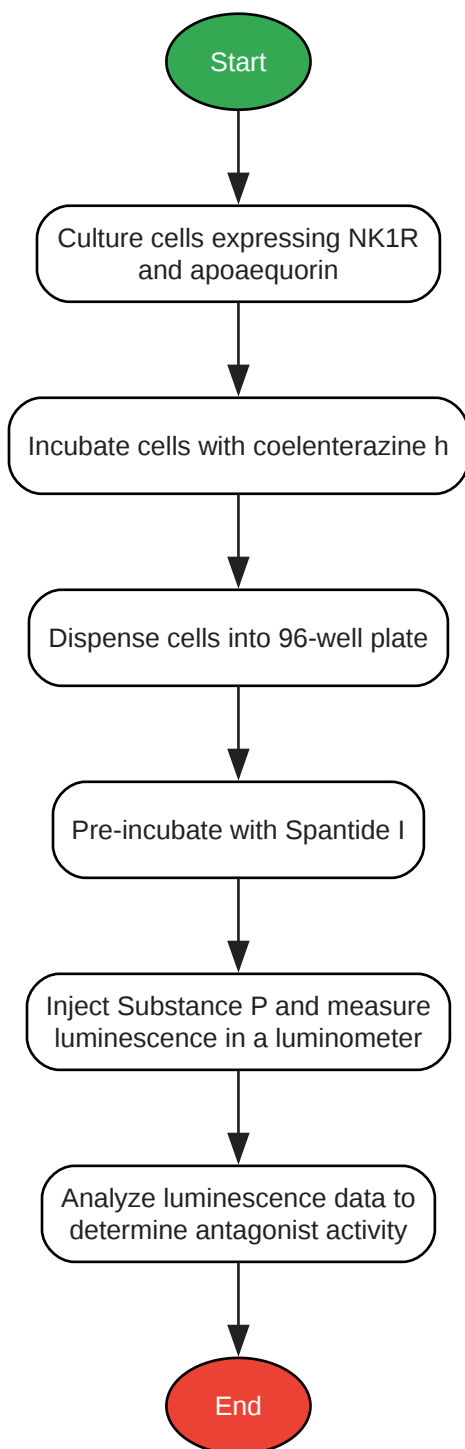 Start
Culture cells expressing NK1R
and apoaequorin
Incubate cells with coelenterazine h
Dispense cells into 96-well plate
Pre-incubate with Spantide I
Inject Substance P and measure
luminescence in a luminometer
Analyze luminescence data to
determine antagonist activity
End